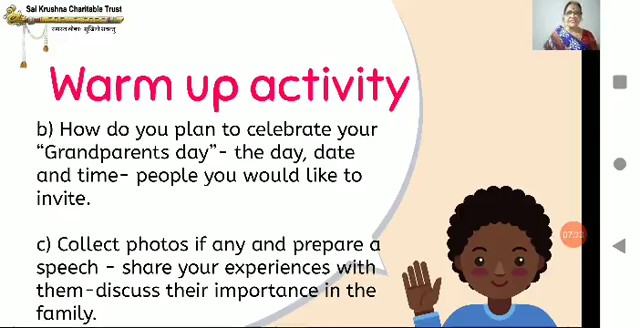 Sai Krushna Charitable Trust
Warm up activity
b) How do you plan to celebrate your
“Grandparents day”- the day, date
and time- people you would like to
invite.
c) Collect photos if any and prepare a
speech - share your experiences with
them-discuss their importance in the
family.